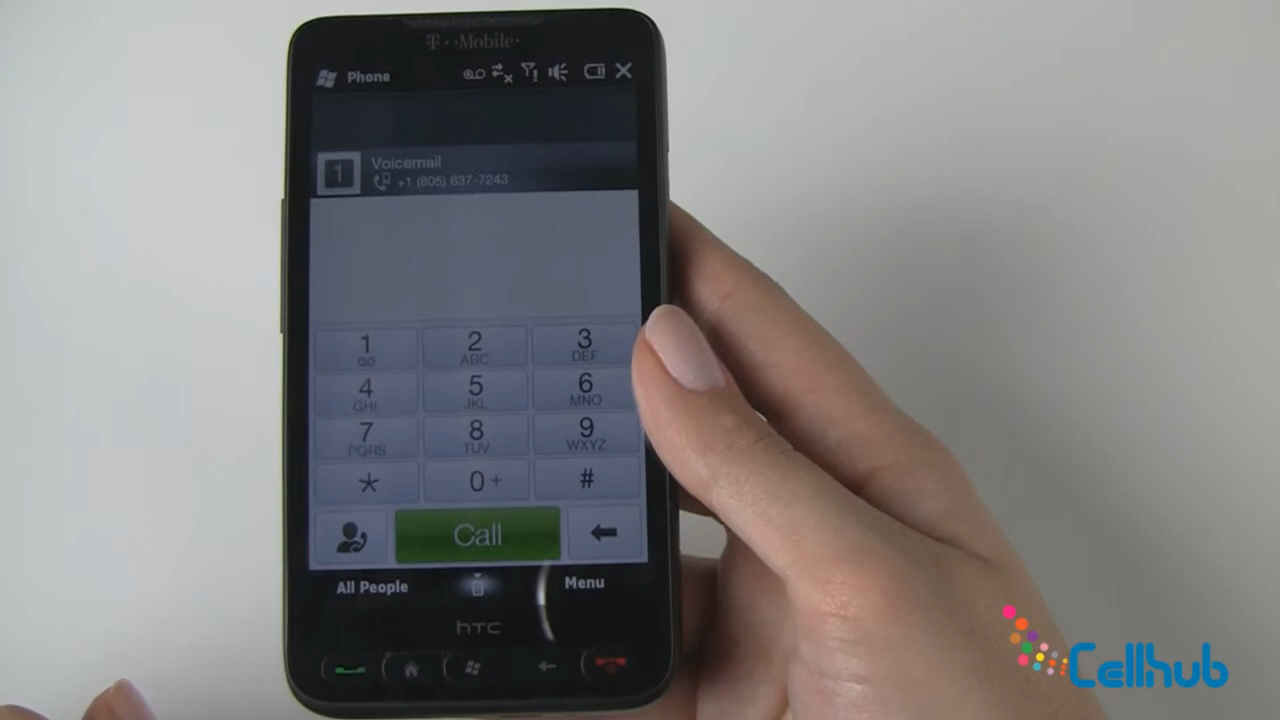 T··Mobile·
Phone
1
Voicemail
+1 (805) 637-7243
1
2
ABC
3
DEF
4
GHI
5
JKL
6
MNO
7
PQRS
8
TUV
9
WXYZ
*
0+
#
Call
All People
Menu
hTC
Cellhub